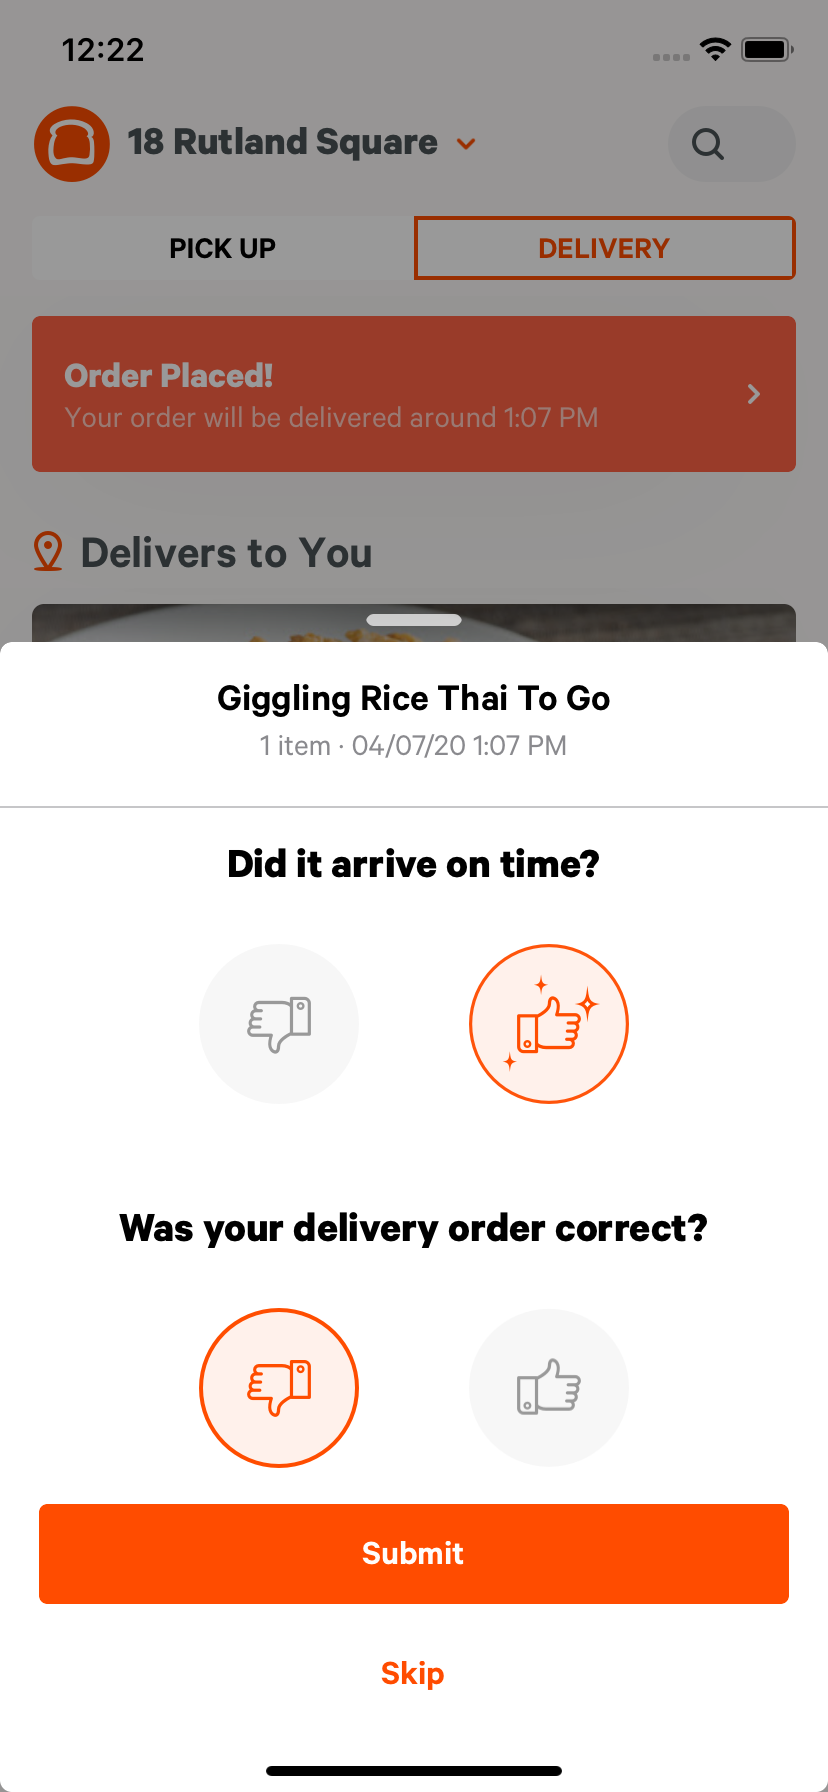 12:22
18 Rutland Square
PICK UP
DELIVERY
Order Placed!
Your order will be delivered around 1:07 PM
Delivers to You
Giggling Rice Thai To Go
1 item · 04/07/20 1:07 PM
Did it arrive on time?
Was your delivery order correct?
Submit
Skip